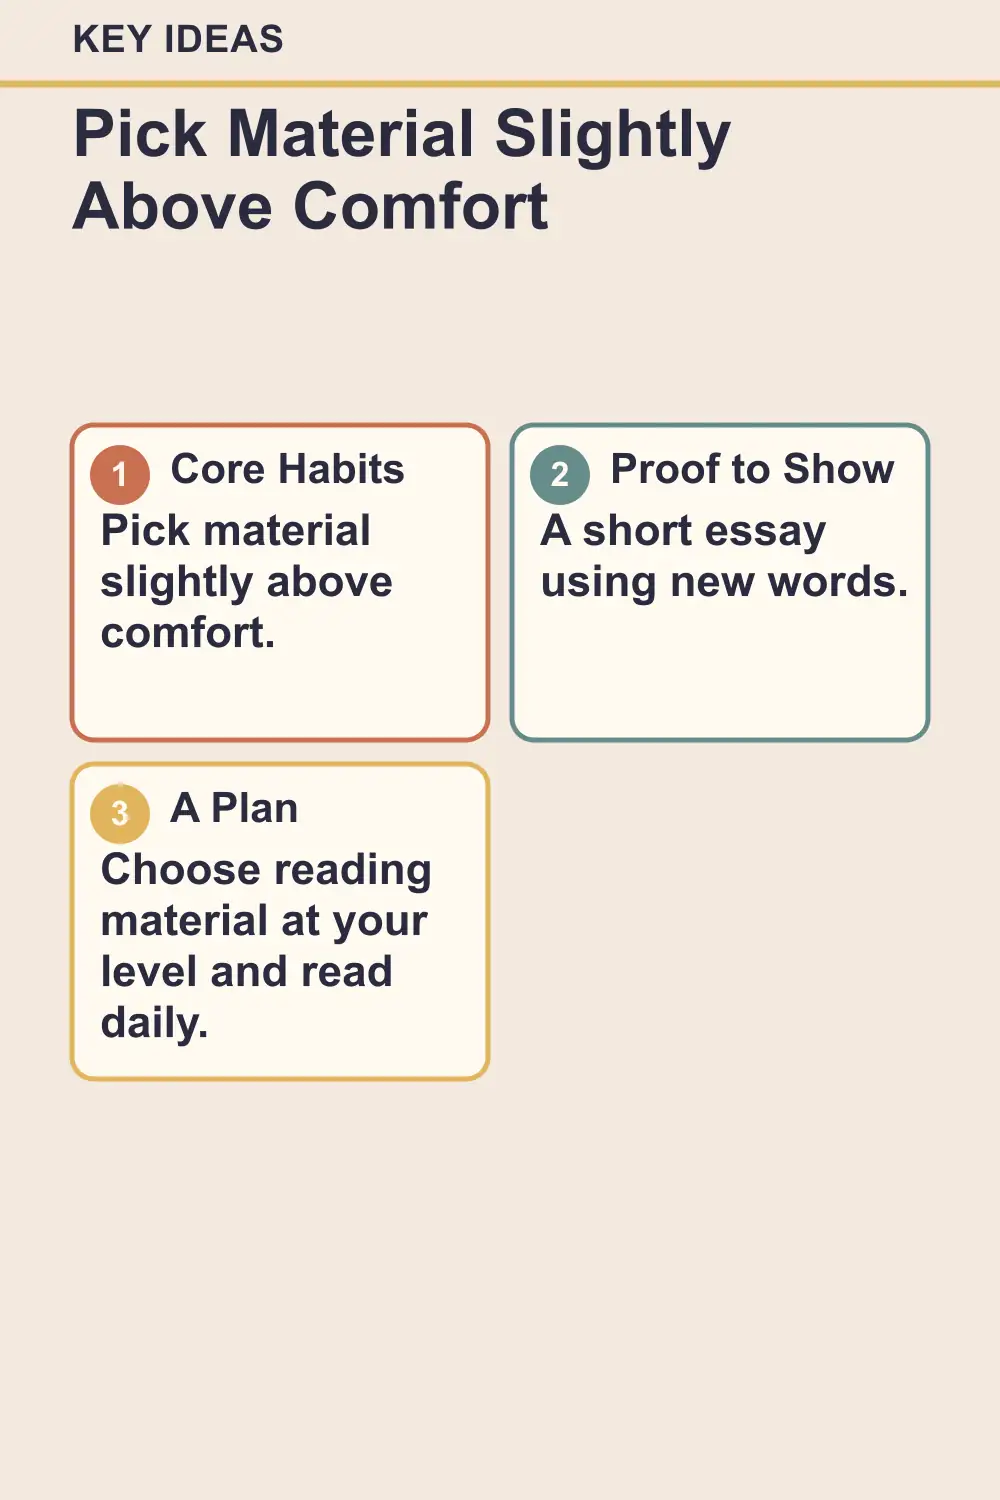 KEY IDEAS
Pick Material Slightly
Above Comfort
1 Core Habits
Pick material
slightly above
comfort.
2 Proof to Show
A short essay
using new words.
3 A Plan
Choose reading
material at your
level and read
daily.